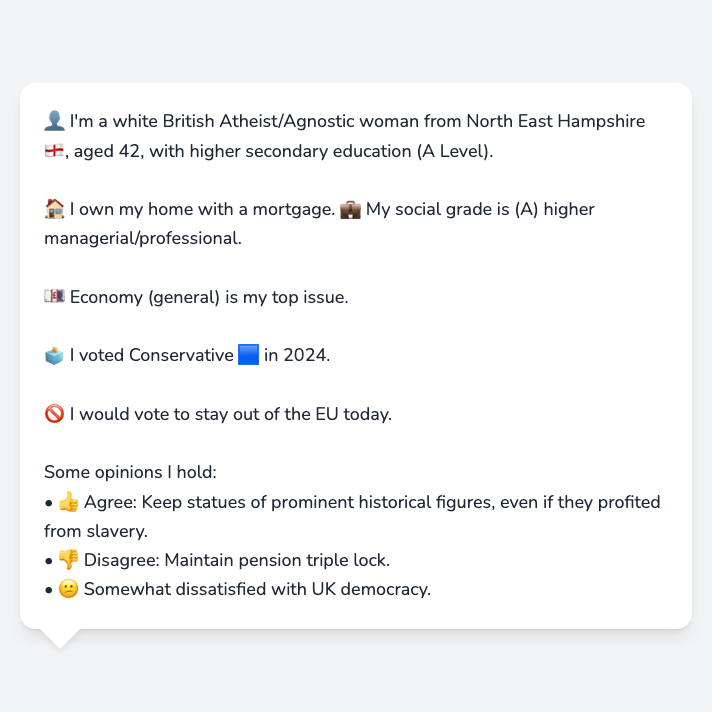 👤 I'm a white British Atheist/Agnostic woman from North East Hampshire
🏴󠁧󠁢󠁥󠁮󠁧󠁿, aged 42, with higher secondary education (A Level).
🏠 I own my home with a mortgage. 💼 My social grade is (A) higher
managerial/professional.
💷 Economy (general) is my top issue.
🗳️ I voted Conservative 🟦 in 2024.
🚫 I would vote to stay out of the EU today.
Some opinions I hold:
• 👍 Agree: Keep statues of prominent historical figures, even if they profited
from slavery.
• 👎 Disagree: Maintain pension triple lock.
• 😕 Somewhat dissatisfied with UK democracy.